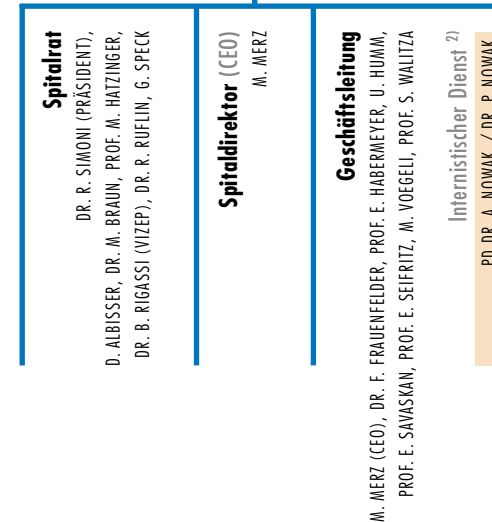 Spitalrat
DR. R. SIMONI (PRÄSIDENT),
D. ALBISSER, DR. M. BRAUN, PROF. M. HATZINGER,
DR. B. RIGASSI (VIZEP), DR. R. RUFLIN, G. SPECK
Spitaldirektor (CEO)
M. MERZ
Geschäftsleitung
M. MERZ (CEO), DR. F. FRAUENFELDER, PROF. E. HABERMEYER, U. HUMM,
PROF. E. SAVASKAN, PROF. E. SEIFRITZ, M. VOEGELI, PROF. S. WALITZA
Internistischer Dienst 2)
PD DR. A. NOWAK / DR. P. NOWAK